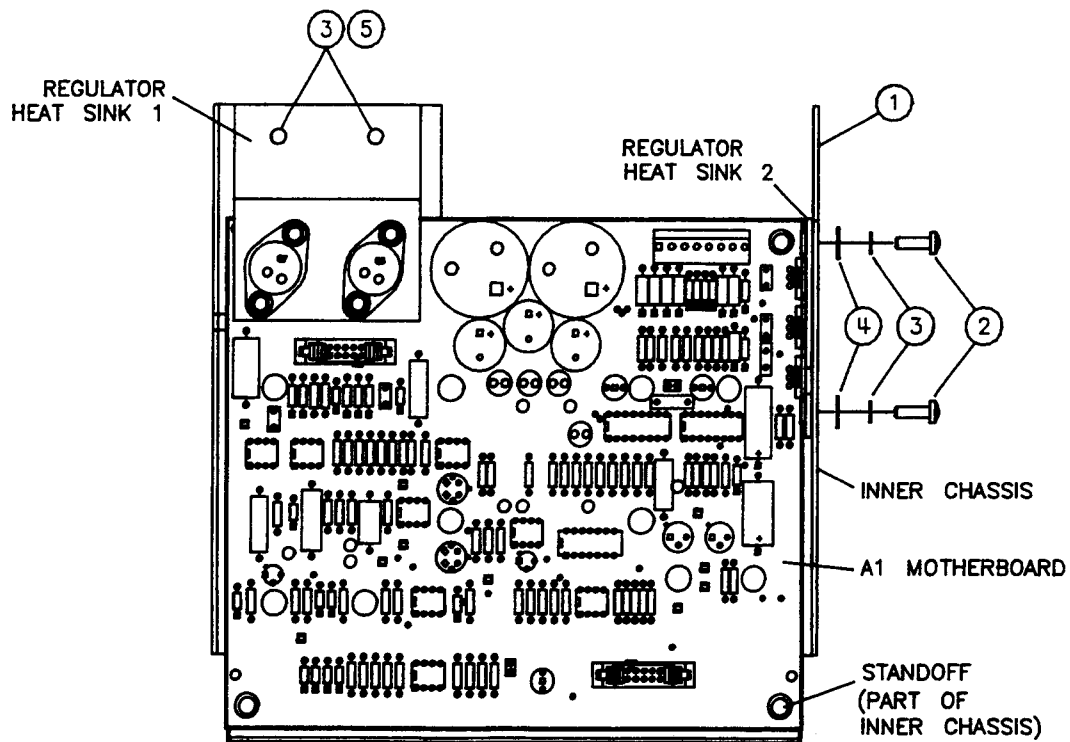 3 5
REGULATOR
HEAT SINK 1
1
REGULATOR
HEAT SINK 2
4 3 2
INNER CHASSIS
A1 MOTHERBOARD
STANDOFF
(PART OF
INNER CHASSIS)